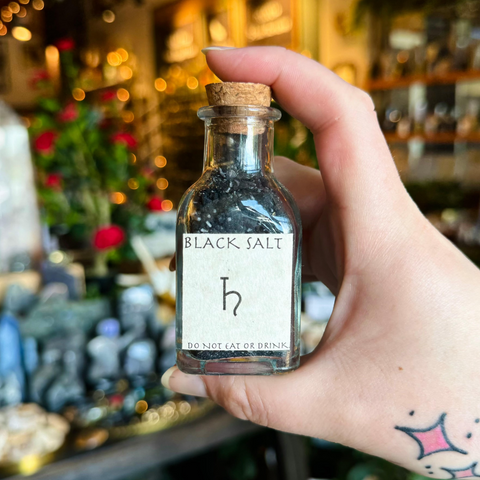 BLACK SALT
♄
DO NOT EAT OR DRINK